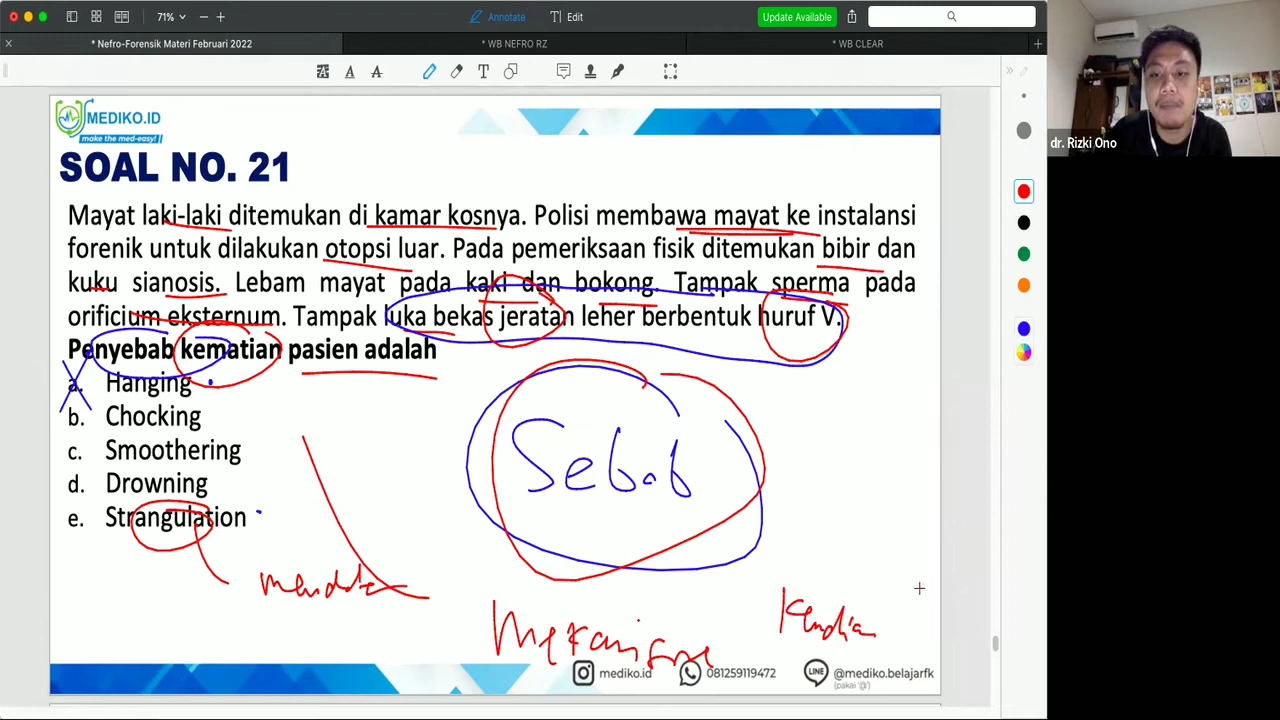 71%
Annotate
Edit
Update Available
* Nefro-Forensik Materi Februari 2022
* WB NEFRO RZ
* WB CLEAR
MEDIKO.ID
make the med-easy!
dr. Rizki Ono
SOAL NO. 21
Mayat laki-laki ditemukan di kamar kosnya. Polisi membawa mayat ke instalansi
forenik untuk dilakukan otopsi luar. Pada pemeriksaan fisik ditemukan bibir dan
kuku sianosis. Lebam mayat pada kaki dan bokong. Tampak sperma pada
orificium eksternum. Tampak luka bekas jeratan leher berbentuk huruf V.
Penyebab kematian pasien adalah
a. Hanging
b. Chocking
c. Smoothering
d. Drowning
e. Strangulation
Sebab
Mekanisme
mediko.id
081259119472
@mediko.belajarfk
(pakai '@')